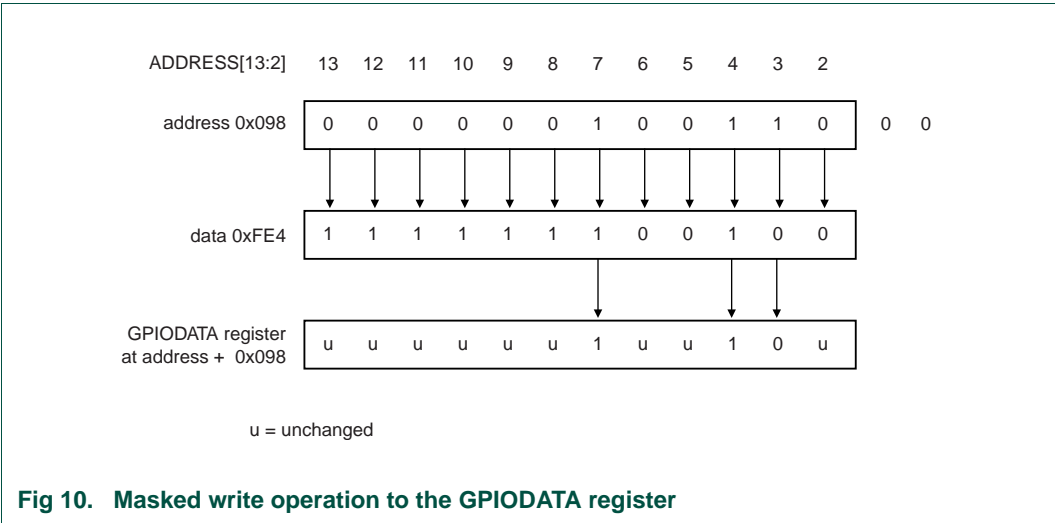 ADDRESS[13:2] 13 12 11 10 9 8 7 6 5 4 3 2
address 0x098 0 0 0 0 0 0 1 0 0 1 1 0 0 0
data 0xFE4 1 1 1 1 1 1 1 0 0 1 0 0
GPIODATA register
at address + 0x098 u u u u u u 1 u u 1 0 u
u = unchanged
Fig 10. Masked write operation to the GPIODATA register